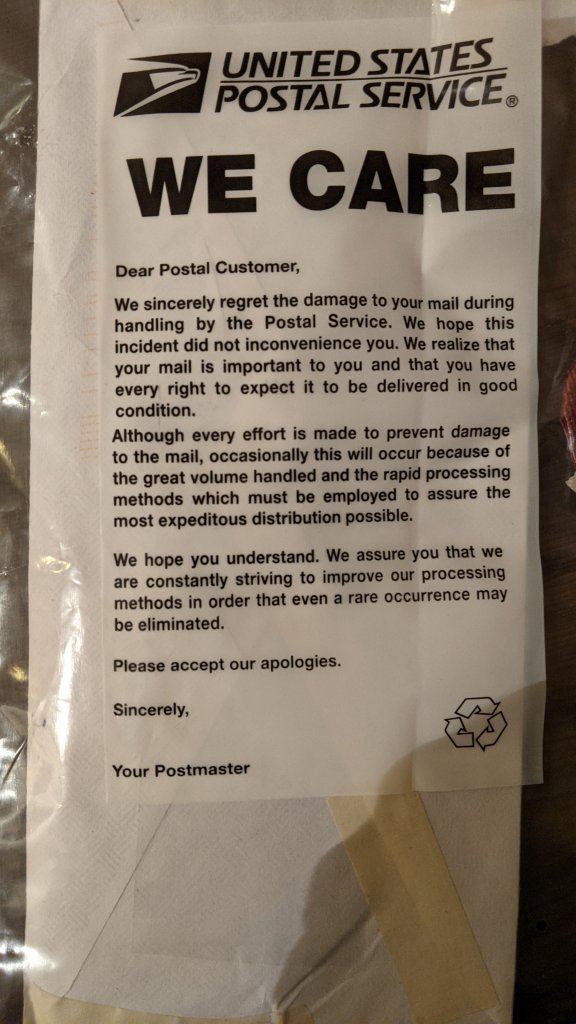 UNITED STATES
POSTAL SERVICE®
WE CARE
Dear Postal Customer,
We sincerely regret the damage to your mail during
handling by the Postal Service. We hope this
incident did not inconvenience you. We realize that
your mail is important to you and that you have
every right to expect it to be delivered in good
condition.
Although every effort is made to prevent damage
to the mail, occasionally this will occur because of
the great volume handled and the rapid processing
methods which must be employed to assure the
most expeditous distribution possible.
We hope you understand. We assure you that we
are constantly striving to improve our processing
methods in order that even a rare occurrence may
be eliminated.
Please accept our apologies.
Sincerely,
Your Postmaster